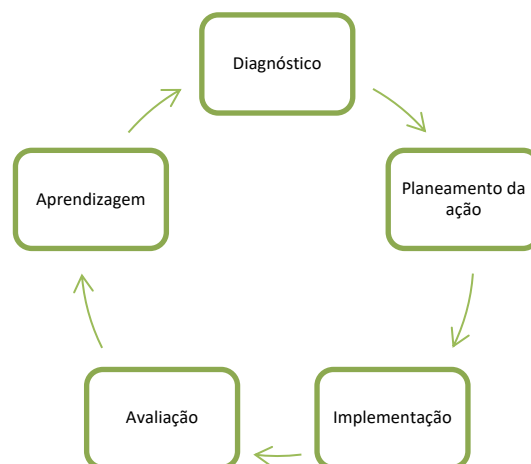 Diagnóstico
Planeamento da
ação
Implementação
Avaliação
Aprendizagem